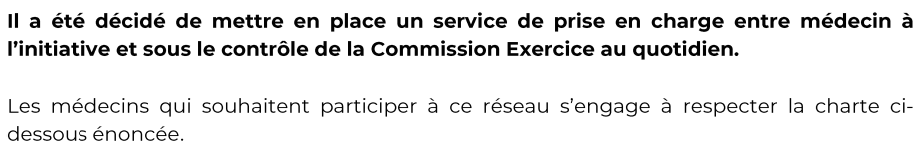 Il a été décidé de mettre en place un service de prise en charge entre médecin à
l’initiative et sous le contrôle de la Commission Exercice au quotidien.
Les médecins qui souhaitent participer à ce réseau s’engage à respecter la charte ci-
dessous énoncée.